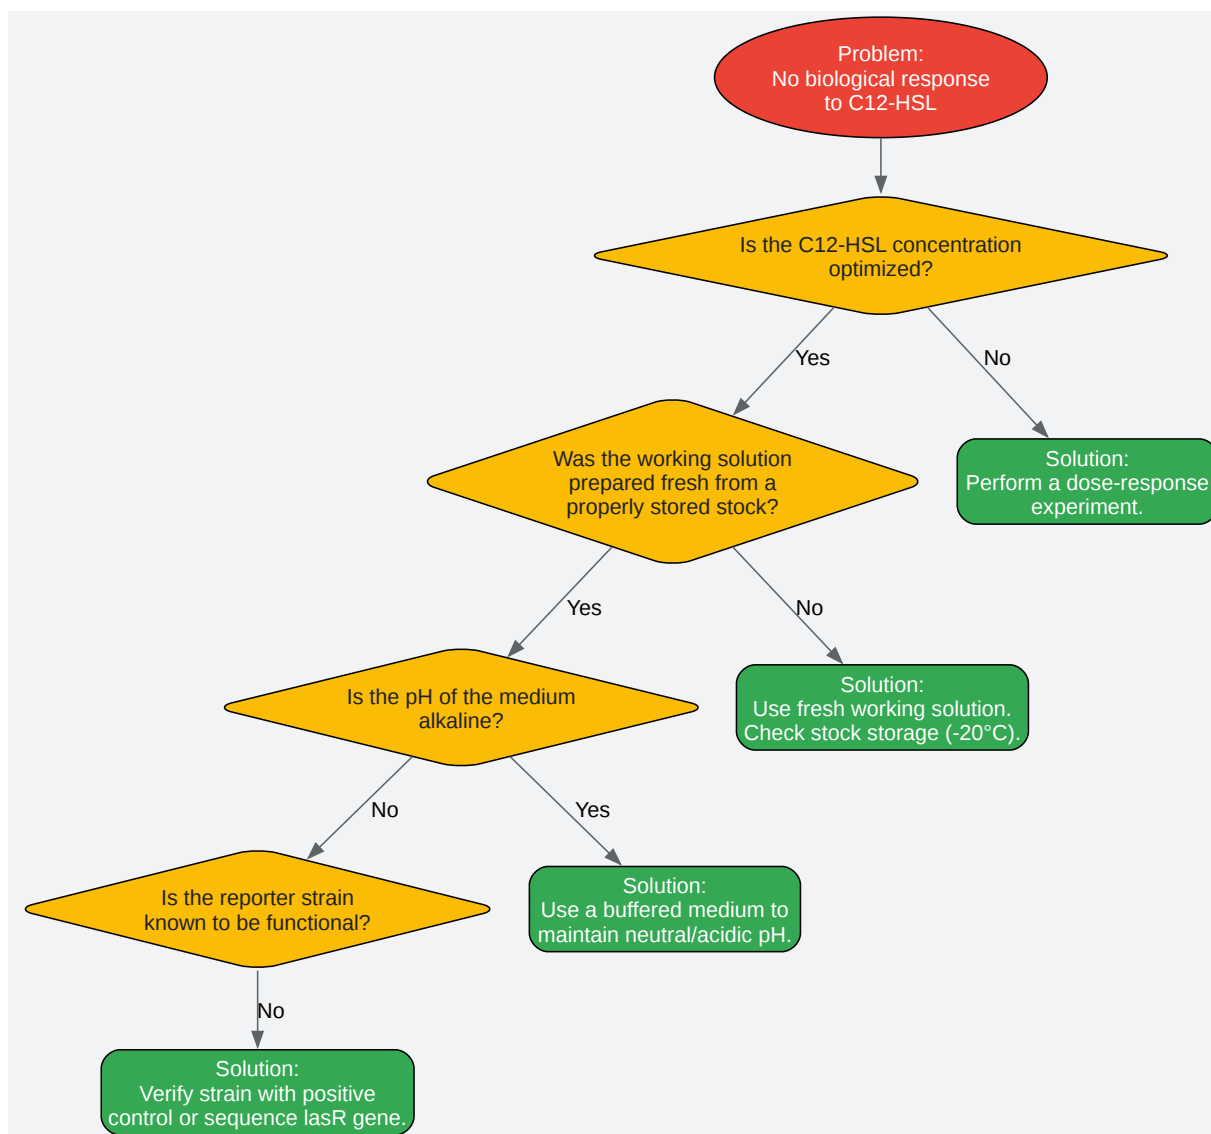 Problem:
No biological response
to C12-HSL
Is the C12-HSL concentration
optimized?
Yes
No
Was the working solution
prepared fresh from a
properly stored stock?
Solution:
Perform a dose-response
experiment.
Yes
No
Is the pH of the medium
alkaline?
Solution:
Use fresh working solution.
Check stock storage (-20°C).
No
Yes
Is the reporter strain
known to be functional?
Solution:
Use a buffered medium to
maintain neutral/acidic pH.
No
Solution:
Verify strain with positive
control or sequence lasR gene.